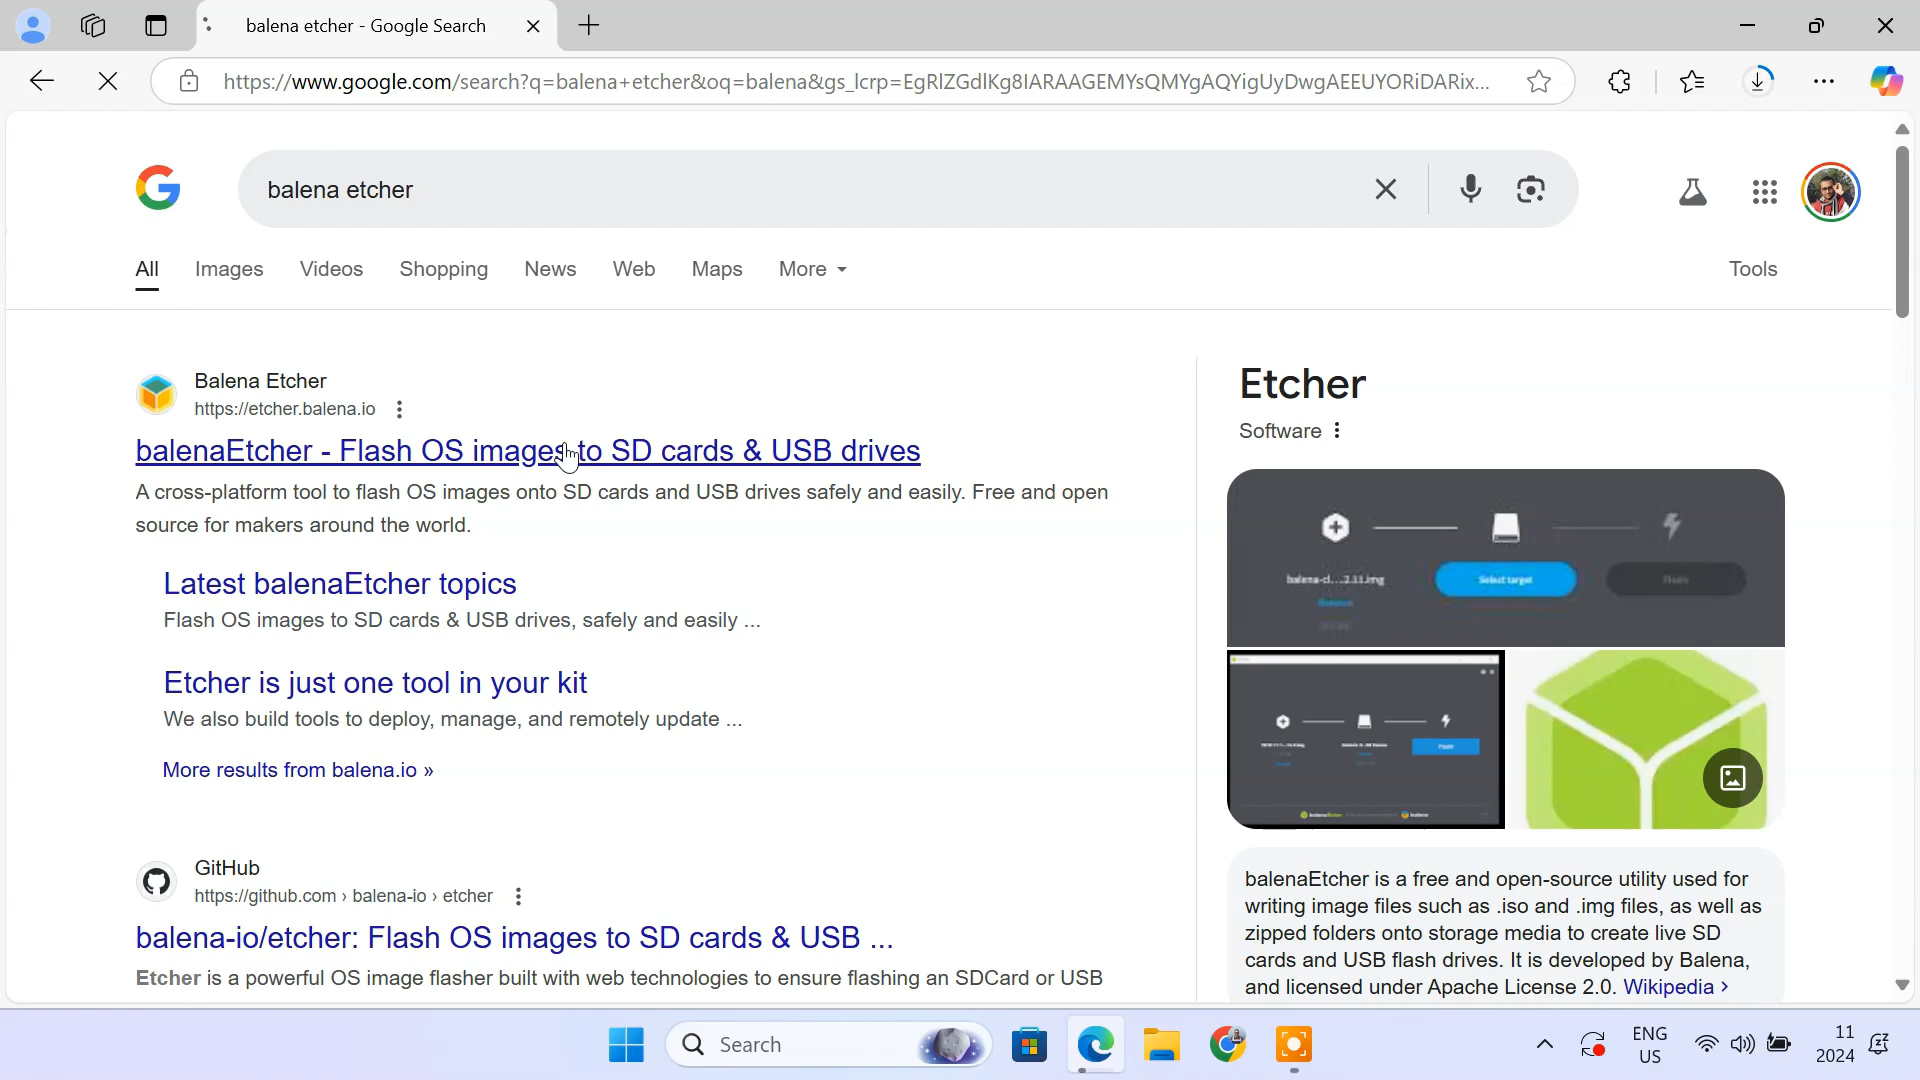 balena etcher - Google Search
https://www.google.com/search?q=balena+etcher&oq=balena&gs_lcrp=EgRlZGdlKg8IARAAGEMYsQMYgAQYigUyDwgAEEUYORiDARix...
balena etcher
All Images Videos Shopping News Web Maps More Tools
Balena Etcher
https://etcher.balena.io
balenaEtcher - Flash OS images to SD cards & USB drives
A cross-platform tool to flash OS images onto SD cards and USB drives safely and easily. Free and open
source for makers around the world.
Latest balenaEtcher topics
Flash OS images to SD cards & USB drives, safely and easily ...
Etcher is just one tool in your kit
We also build tools to deploy, manage, and remotely update ...
More results from balena.io »
GitHub
https://github.com › balena-io › etcher
balena-io/etcher: Flash OS images to SD cards & USB ...
Etcher is a powerful OS image flasher built with web technologies to ensure flashing an SDCard or USB
Etcher
Software
Select target
Flash!
balenaEtcher is a free and open-source utility used for
writing image files such as .iso and .img files, as well as
zipped folders onto storage media to create live SD
cards and USB flash drives. It is developed by Balena,
and licensed under Apache License 2.0. Wikipedia ›
Search
ENG
US
11
2024